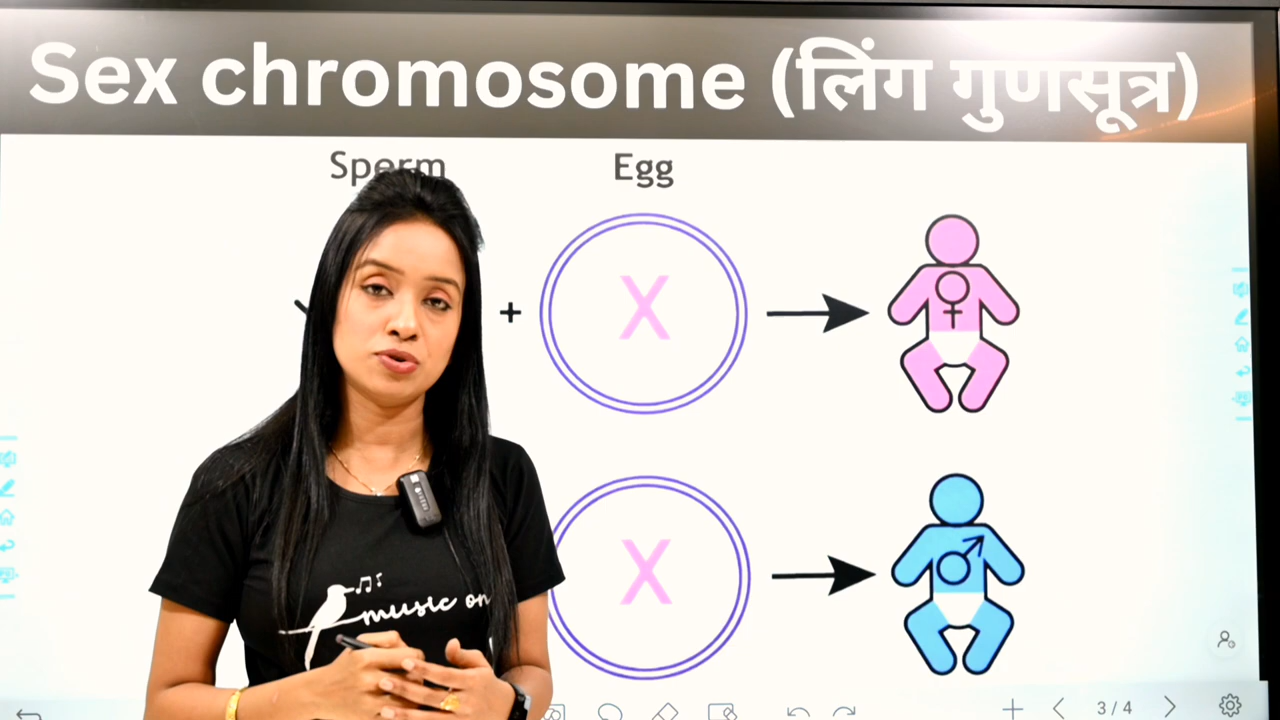 Sex chromosome (लिंग गुणसूत्र)
Sperm
Egg
+
X
X
music on
3/4